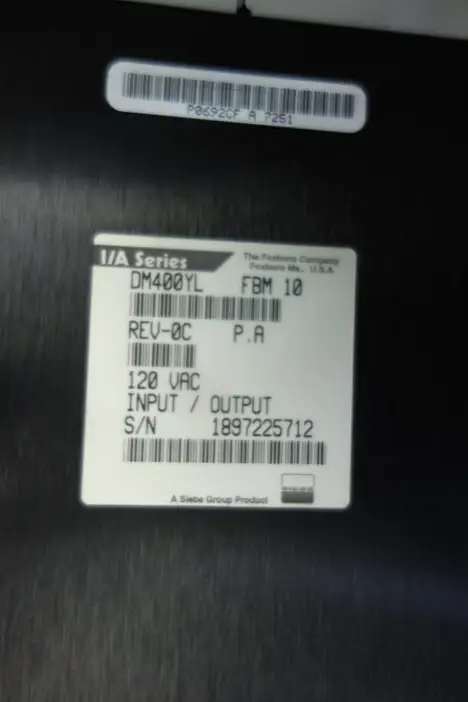 P0692CF A 7251
I/A Series
The Foxboro Company
Foxboro Ma., U.S.A
DM400YL FBM 10
REV-0C P.A
120 VAC
INPUT / OUTPUT
S/N 1897225712
A Siebe Group Product